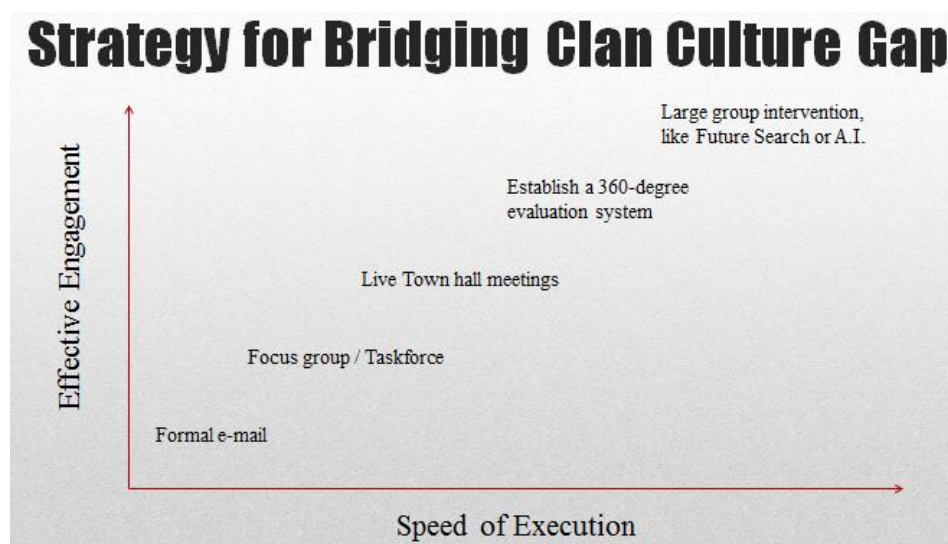 Strategy for Bridging Clan Culture Gap
Large group intervention,
like Future Search or A.I.
Establish a 360-degree
evaluation system
Live Town hall meetings
Focus group / Taskforce
Formal e-mail
Effective Engagement
Speed of Execution